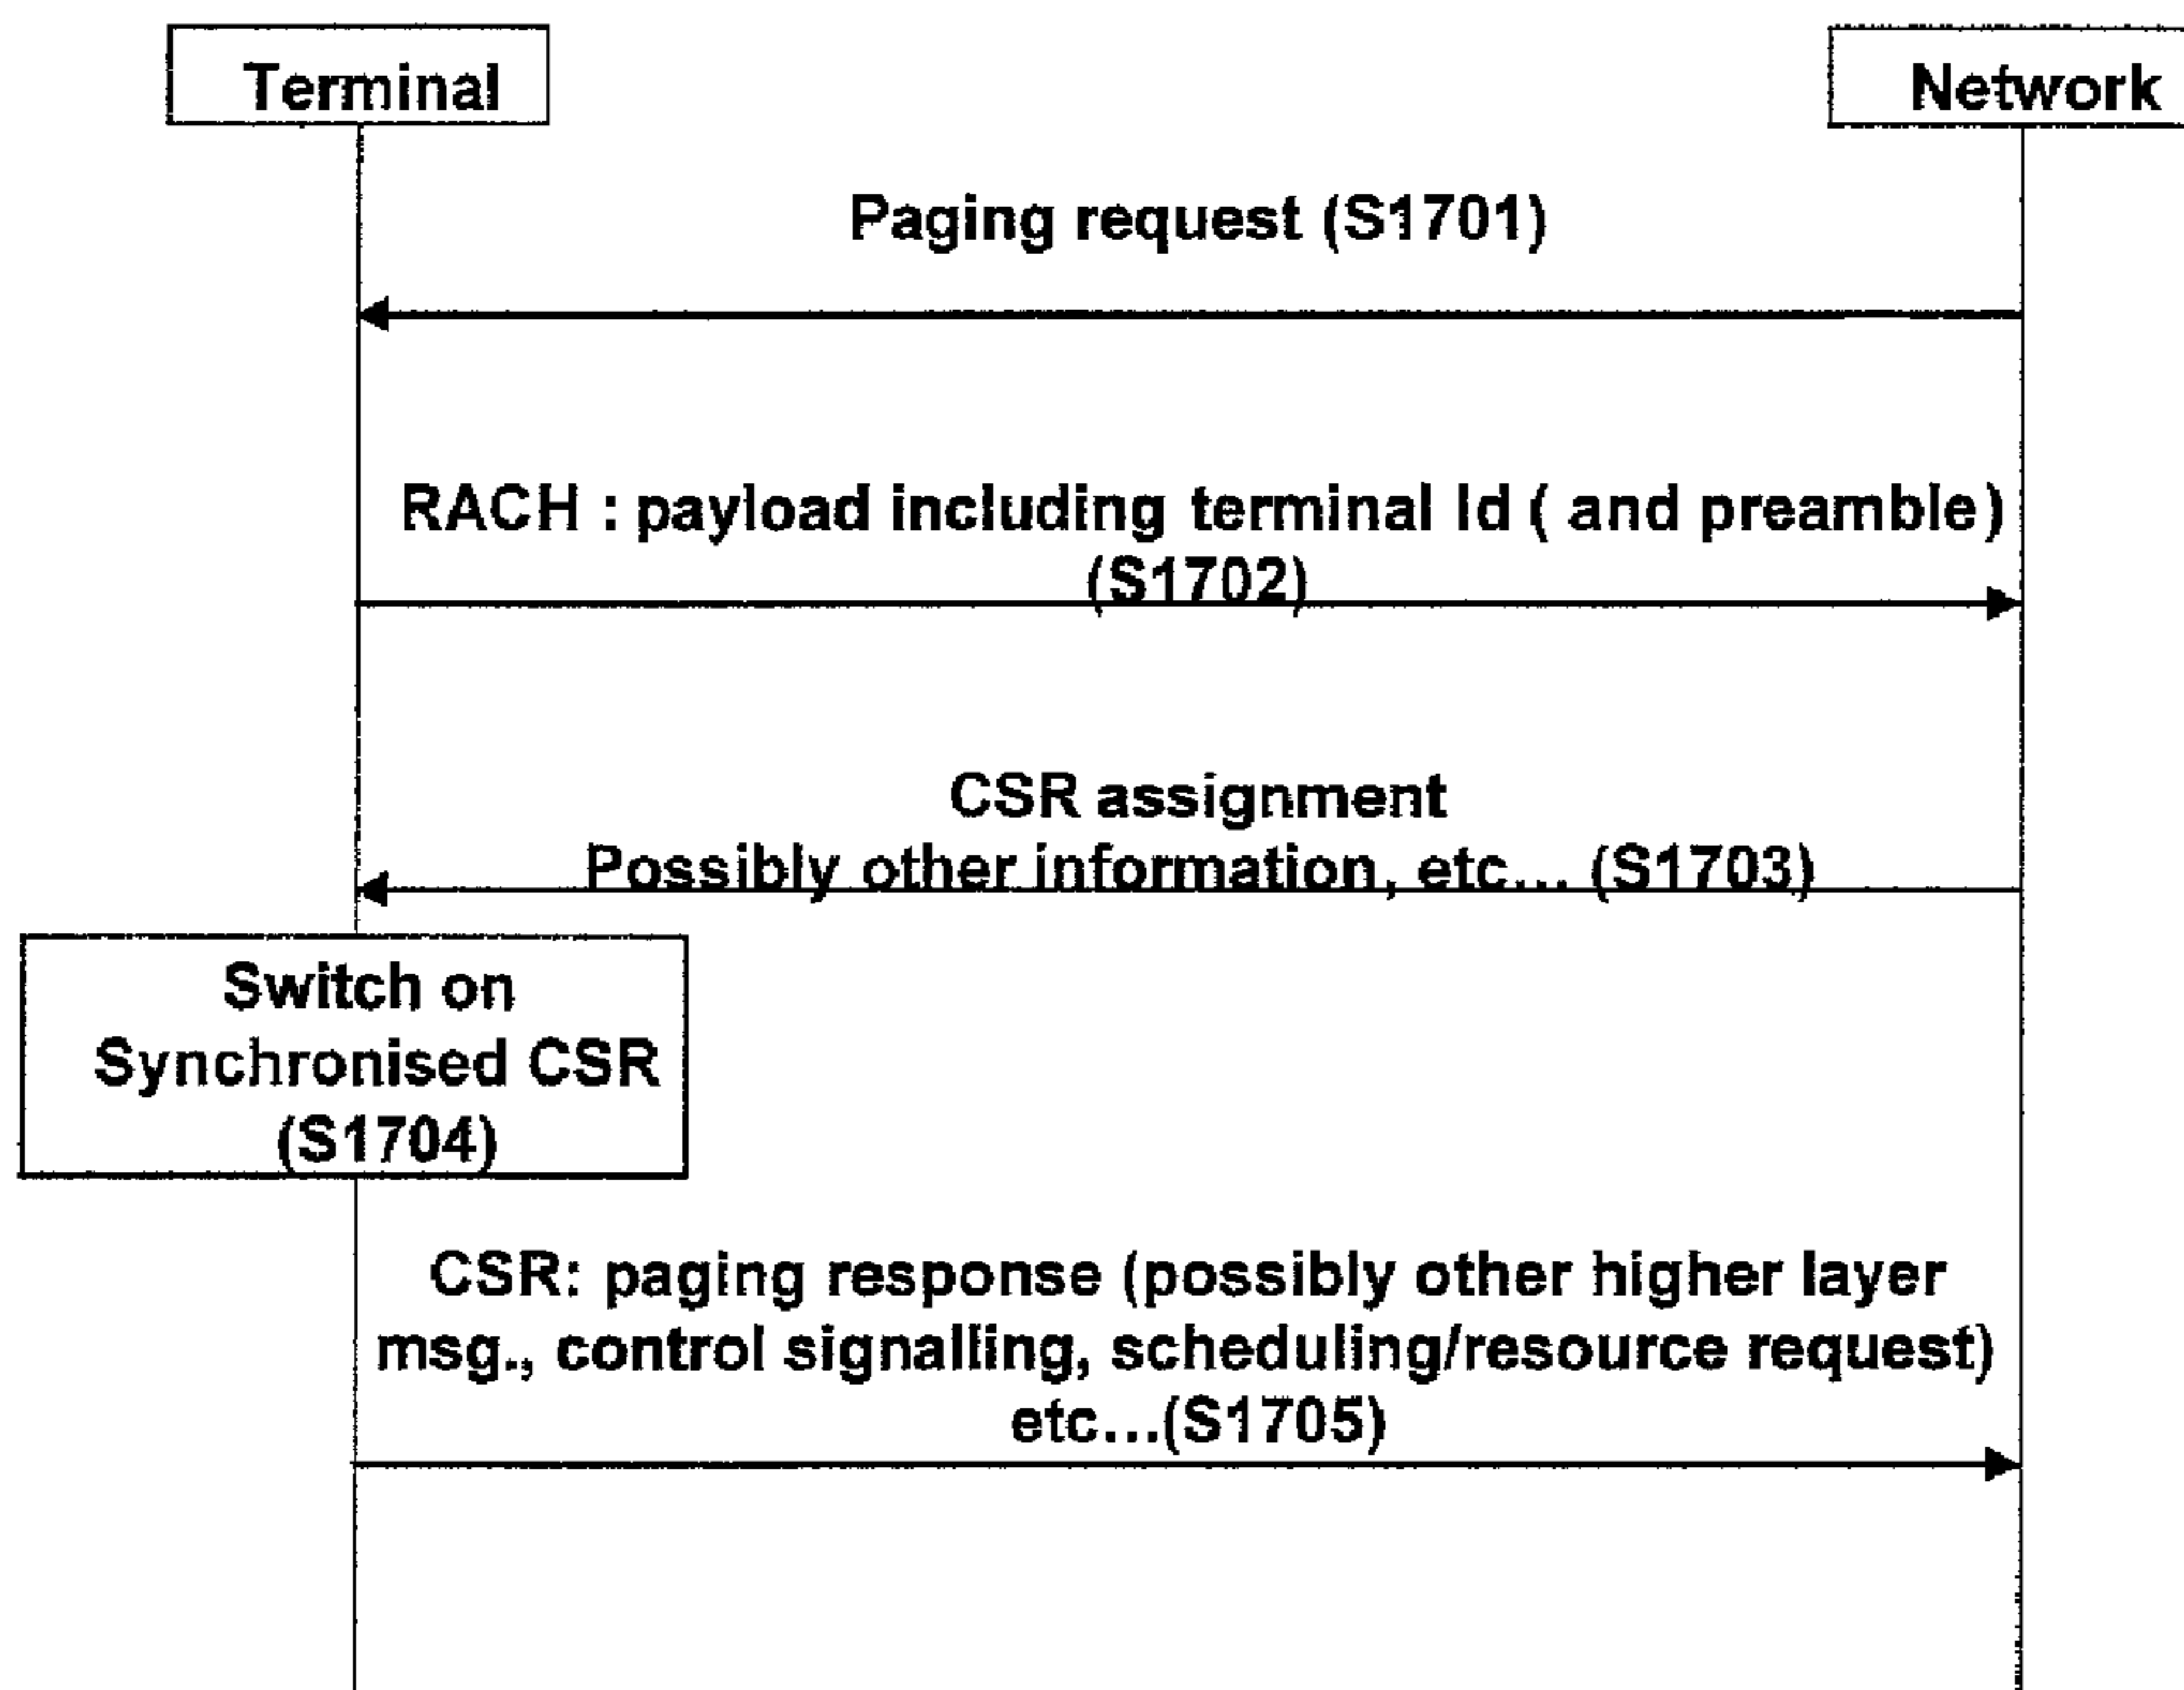 Terminal
Network
Paging request (S1701)
RACH : payload including terminal Id ( and preamble)
(S1702)
CSR assignment
Possibly other information, etc... (S1703)
Switch on
Synchronised CSR
(S1704)
CSR: paging response (possibly other higher layer
msg., control signalling, scheduling/resource request)
etc...(S1705)